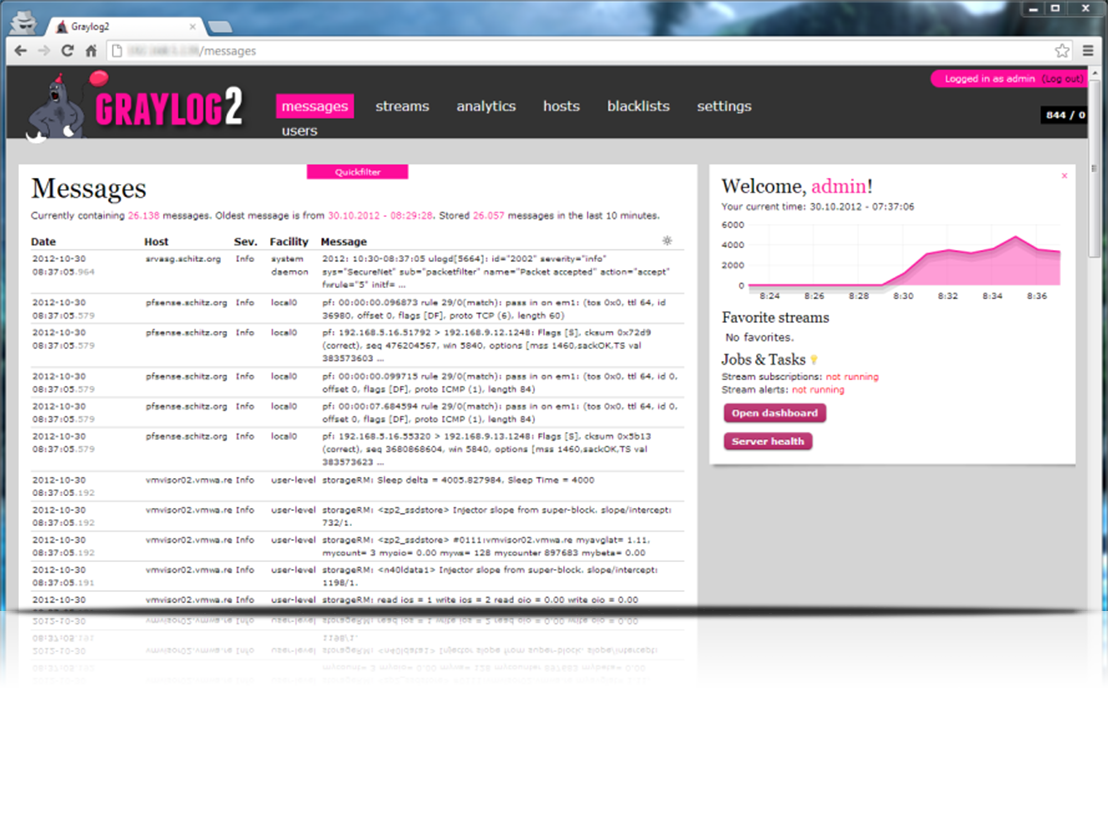 Graylog2
/messages
Logged in as admin (Log out)
GRAYLOG2
messages streams analytics hosts blacklists settings
users
844 / 0
Quickfilter
Messages
Currently containing 26.138 messages. Oldest message is from 30.10.2012 - 08:29:28. Stored 26.057 messages in the last 10 minutes.
Date Host Sev. Facility Message
2012-10-30 srvasg.schitz.org Info system 2012: 10:30-08:37:05 ulogd[5664]: id="2002" severity="info"
08:37:05.964 daemon sys="SecureNet" sub="packetfilter" name="Packet accepted" action="accept"
fwrule="5" initf= ...
2012-10-30 pfsense.schitz.org Info local0 pf: 00:00:00.096873 rule 29/0(match): pass in on em1: (tos 0x0, ttl 64, id
08:37:05.579 36980, offset 0, flags [DF], proto TCP (6), length 60)
2012-10-30 pfsense.schitz.org Info local0 pf: 192.168.5.16.51792 > 192.168.9.12.1248: Flags [S], cksum 0x72d9
08:37:05.579 (correct), seq 476204567, win 5840, options [mss 1460,sackOK,TS val
383573603 ...
2012-10-30 pfsense.schitz.org Info local0 pf: 00:00:00.099715 rule 29/0(match): pass in on em1: (tos 0x0, ttl 64, id 0,
08:37:05.579 offset 0, flags [DF], proto ICMP (1), length 84)
2012-10-30 pfsense.schitz.org Info local0 pf: 00:00:07.684594 rule 29/0(match): pass in on em1: (tos 0x0, ttl 64, id 0,
08:37:05.579 offset 0, flags [DF], proto ICMP (1), length 84)
2012-10-30 pfsense.schitz.org Info local0 pf: 192.168.5.16.55320 > 192.168.9.13.1248: Flags [S], cksum 0x5b13
08:37:05.579 (correct), seq 3680868604, win 5840, options [mss 1460,sackOK,TS val
383573623 ...
2012-10-30 vmvisor02.vmwa.re Info user-level storageRM: Sleep delta = 4005.827984, Sleep Time = 4000
08:37:05.192
2012-10-30 vmvisor02.vmwa.re Info user-level storageRM: <zp2_ssdstore> Injector slope from super-block. slope/intercept:
08:37:05.192 732/1.
2012-10-30 vmvisor02.vmwa.re Info user-level storageRM: <zp2_ssdstore> #0111:vmvisor02.vmwa.re myavglat= 1.11,
08:37:05.192 mycount= 3 myoio= 0.00 mywa= 128 mycounter 897683 mybeta= 0.00
2012-10-30 vmvisor02.vmwa.re Info user-level storageRM: <n40ldata1> Injector slope from super-block. slope/intercept:
08:37:05.191 1198/1.
2012-10-30 vmvisor02.vmwa.re Info user-level storageRM: read ios = 1 write ios = 2 read oio = 0.00 write oio = 0.00
Welcome, admin!
Your current time: 30.10.2012 - 07:37:06
6000
4000
2000
0
8:24 8:26 8:28 8:30 8:32 8:34 8:36
Favorite streams
No favorites.
Jobs & Tasks
Stream subscriptions: not running
Stream alerts: not running
Open dashboard
Server health